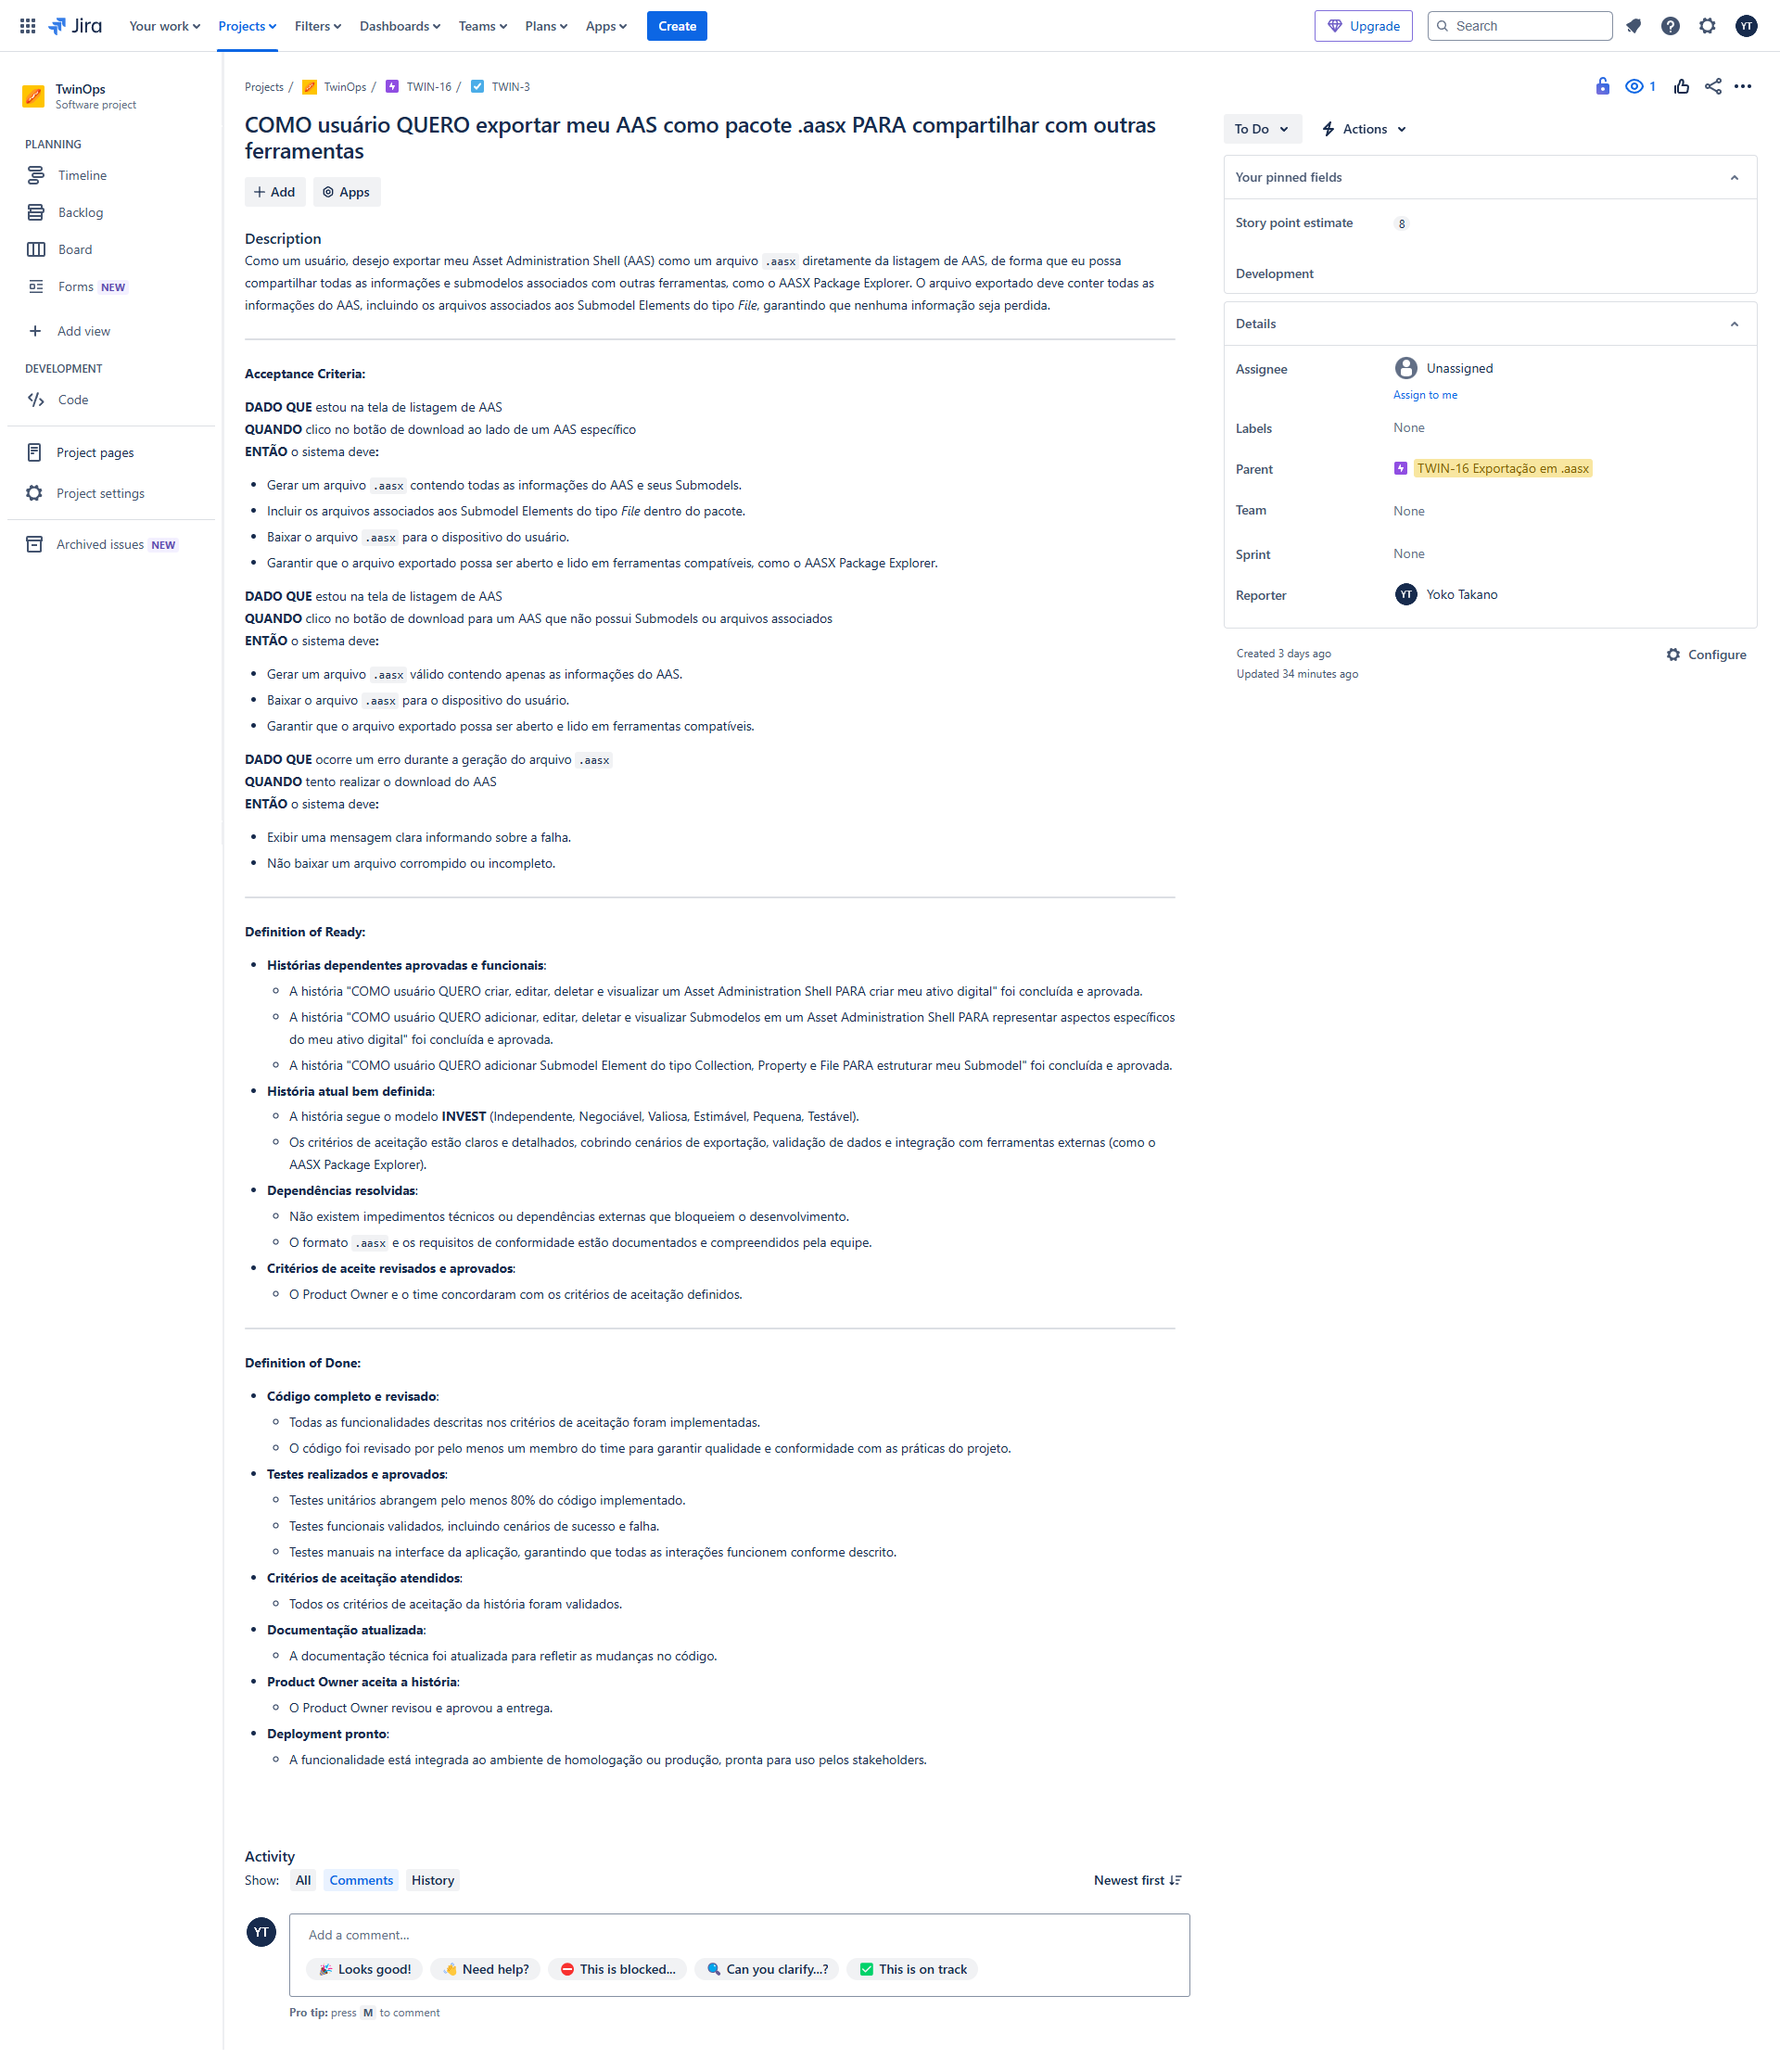 Jira
Your work
Projects
Filters
Dashboards
Teams
Plans
Apps
Create
Upgrade
Search
?
YT
TwinOps
Software project
PLANNING
Timeline
Backlog
Board
Forms NEW
Add view
DEVELOPMENT
Code
Project pages
Project settings
Archived issues NEW
Projects / TwinOps / TWIN-16 / TWIN-3
1
COMO usuário QUERO exportar meu AAS como pacote .aasx PARA compartilhar com outras
ferramentas
Add
Apps
Description
Como um usuário, desejo exportar meu Asset Administration Shell (AAS) como um arquivo .aasx diretamente da listagem de AAS, de forma que eu possa
compartilhar todas as informações e submodelos associados com outras ferramentas, como o AASX Package Explorer. O arquivo exportado deve conter todas as
informações do AAS, incluindo os arquivos associados aos Submodel Elements do tipo File, garantindo que nenhuma informação seja perdida.
Acceptance Criteria:
DADO QUE estou na tela de listagem de AAS
QUANDO clico no botão de download ao lado de um AAS específico
ENTÃO o sistema deve:
• Gerar um arquivo .aasx contendo todas as informações do AAS e seus Submodels.
• Incluir os arquivos associados aos Submodel Elements do tipo File dentro do pacote.
• Baixar o arquivo .aasx para o dispositivo do usuário.
• Garantir que o arquivo exportado possa ser aberto e lido em ferramentas compatíveis, como o AASX Package Explorer.
DADO QUE estou na tela de listagem de AAS
QUANDO clico no botão de download para um AAS que não possui Submodels ou arquivos associados
ENTÃO o sistema deve:
• Gerar um arquivo .aasx válido contendo apenas as informações do AAS.
• Baixar o arquivo .aasx para o dispositivo do usuário.
• Garantir que o arquivo exportado possa ser aberto e lido em ferramentas compatíveis.
DADO QUE ocorre um erro durante a geração do arquivo .aasx
QUANDO tento realizar o download do AAS
ENTÃO o sistema deve:
• Exibir uma mensagem clara informando sobre a falha.
• Não baixar um arquivo corrompido ou incompleto.
Definition of Ready:
• Histórias dependentes aprovadas e funcionais:
◦ A história "COMO usuário QUERO criar, editar, deletar e visualizar um Asset Administration Shell PARA criar meu ativo digital" foi concluída e aprovada.
◦ A história "COMO usuário QUERO adicionar, editar, deletar e visualizar Submodelos em um Asset Administration Shell PARA representar aspectos específicos
do meu ativo digital" foi concluída e aprovada.
◦ A história "COMO usuário QUERO adicionar Submodel Element do tipo Collection, Property e File PARA estruturar meu Submodel" foi concluída e aprovada.
• História atual bem definida:
◦ A história segue o modelo INVEST (Independente, Negociável, Valiosa, Estimável, Pequena, Testável).
◦ Os critérios de aceitação estão claros e detalhados, cobrindo cenários de exportação, validação de dados e integração com ferramentas externas (como o
AASX Package Explorer).
• Dependências resolvidas:
◦ Não existem impedimentos técnicos ou dependências externas que bloqueiem o desenvolvimento.
◦ O formato .aasx e os requisitos de conformidade estão documentados e compreendidos pela equipe.
• Critérios de aceite revisados e aprovados:
◦ O Product Owner e o time concordaram com os critérios de aceitação definidos.
Definition of Done:
• Código completo e revisado:
◦ Todas as funcionalidades descritas nos critérios de aceitação foram implementadas.
◦ O código foi revisado por pelo menos um membro do time para garantir qualidade e conformidade com as práticas do projeto.
• Testes realizados e aprovados:
◦ Testes unitários abrangem pelo menos 80% do código implementado.
◦ Testes funcionais validados, incluindo cenários de sucesso e falha.
◦ Testes manuais na interface da aplicação, garantindo que todas as interações funcionem conforme descrito.
• Critérios de aceitação atendidos:
◦ Todos os critérios de aceitação da história foram validados.
• Documentação atualizada:
◦ A documentação técnica foi atualizada para refletir as mudanças no código.
• Product Owner aceita a história:
◦ O Product Owner revisou e aprovou a entrega.
• Deployment pronto:
◦ A funcionalidade está integrada ao ambiente de homologação ou produção, pronta para uso pelos stakeholders.
Activity
Show: All Comments History
Newest first
YT
Add a comment...
Looks good!
Need help?
This is blocked...
Can you clarify...?
This is on track
Pro tip: press M to comment
To Do
Actions
Your pinned fields
Story point estimate 8
Development
Details
Assignee
Unassigned
Assign to me
Labels None
Parent TWIN-16 Exportação em .aasx
Team None
Sprint None
Reporter YT Yoko Takano
Created 3 days ago
Updated 34 minutes ago
Configure